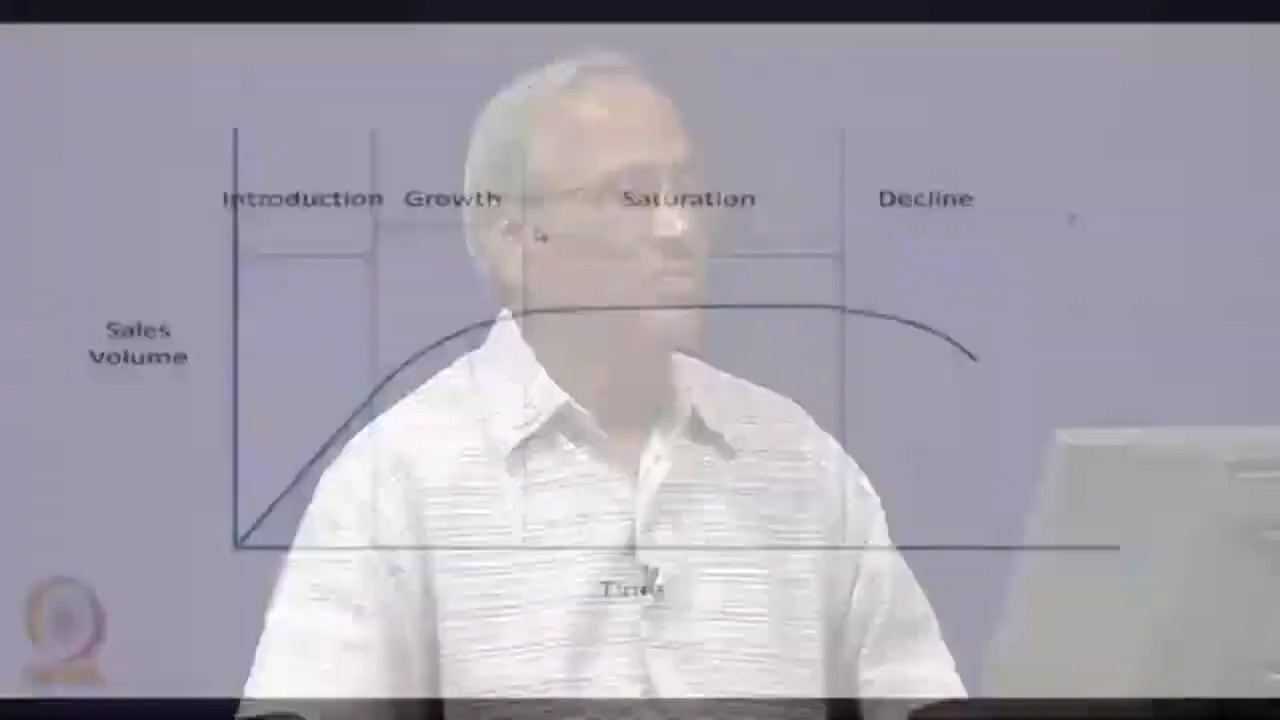 Introduction
Growth
Saturation
Decline
Sales
Volume
Time